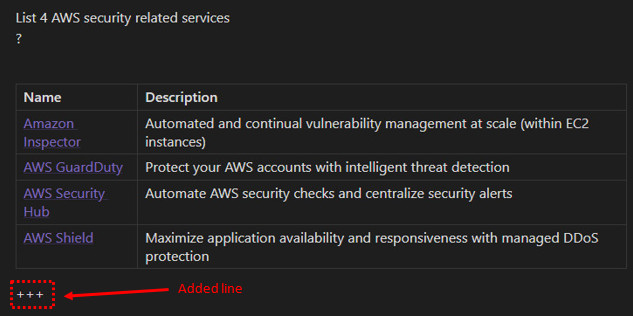 List 4 AWS security related services
?
Name Description
Amazon Automated and continual vulnerability management at scale (within EC2
Inspector instances)
AWS GuardDuty Protect your AWS accounts with intelligent threat detection
AWS Security Automate AWS security checks and centralize security alerts
Hub
AWS Shield Maximize application availability and responsiveness with managed DDoS
protection
+++ Added line